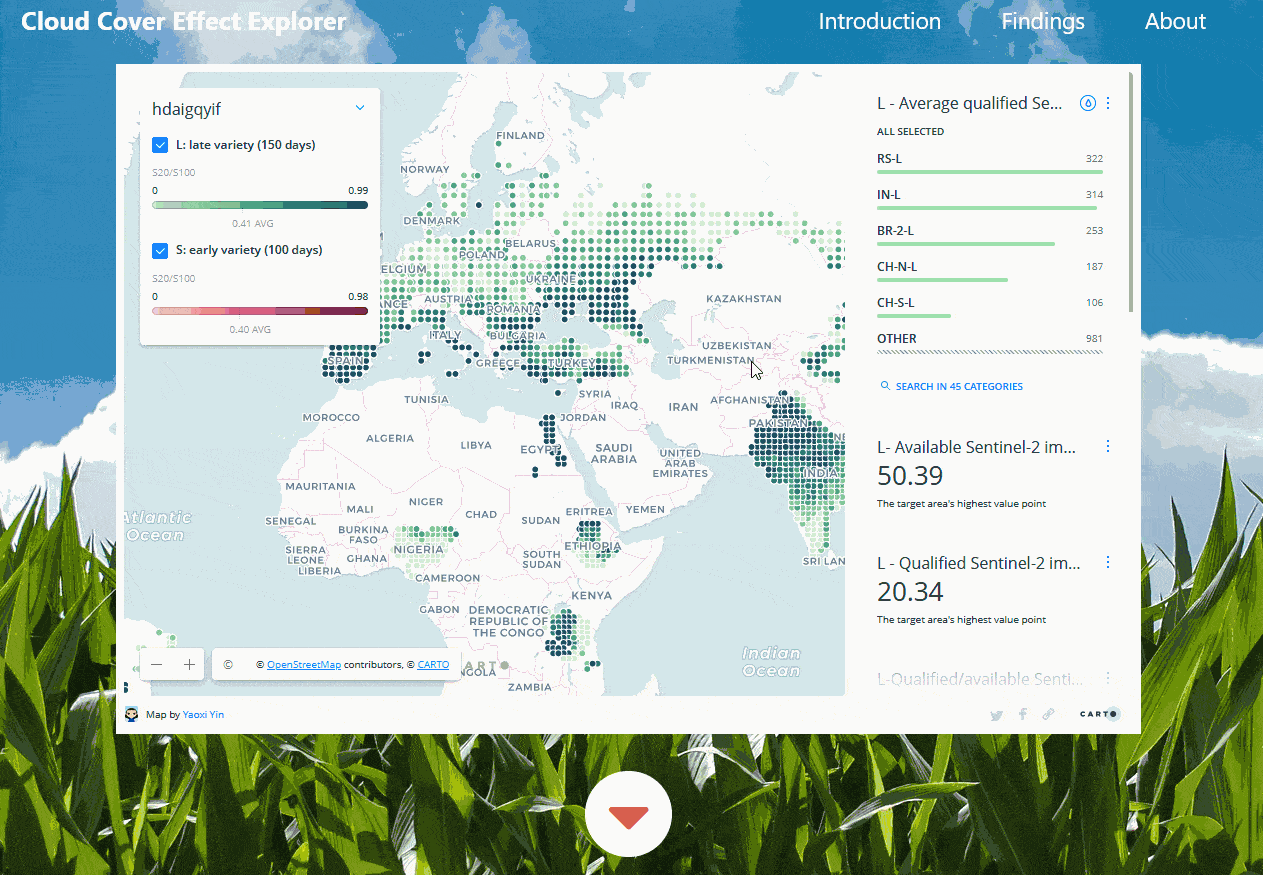 Cloud Cover Effect Explorer
Introduction
Findings
About
hdaigqyif
L: late variety (150 days)
S20/S100
0
0.99
0.41 AVG
S: early variety (100 days)
S20/S100
0
0.98
0.40 AVG
FINLAND
NORWAY
DENMARK
BELARUS
POLAND
ELGIUM
UKRAINE
KAZAKHSTAN
AUSTRIA
NCE
ROMANIA
ITALY
BULGARIA
UZBEKISTAN
SPAIN
GREECE
TURKEY
TURKMENISTAN
TUNISIA
SYRIA
AFGHANISTAN
IRAQ
IRAN
MOROCCO
JORDAN
PAKISTAN
ALGERIA
LIBYA
EGYPT
SAUDI
ARABIA
NE
UNITED
ARAB
EMIRATES
INDIA
MAURITANIA
MALI
NIGER
CHAD
SUDAN
ERITREA
YEMEN
Atlantic
Ocean
SENEGAL
BURKINA
FASO
NIGERIA
ETHIOPIA
SIERRA
LEONE
GHANA
LIBERIA
SOUTH
SUDAN
SRI LAN
CAMEROON
GABON
DEMOCRATIC
REPUBLIC OF
THE CONGO
KENYA
Indian
Ocean
NGOLA
ZAMBIA
© © OpenStreetMap contributors, © CARTO
ART
Map by Yaoxi Yin
CARTO
L - Average qualified Se...
ALL SELECTED
RS-L 322
IN-L 314
BR-2-L 253
CH-N-L 187
CH-S-L 106
OTHER 981
SEARCH IN 45 CATEGORIES
L- Available Sentinel-2 im...
50.39
The target area's highest value point
L - Qualified Sentinel-2 im...
20.34
The target area's highest value point
L-Qualified/available Senti...